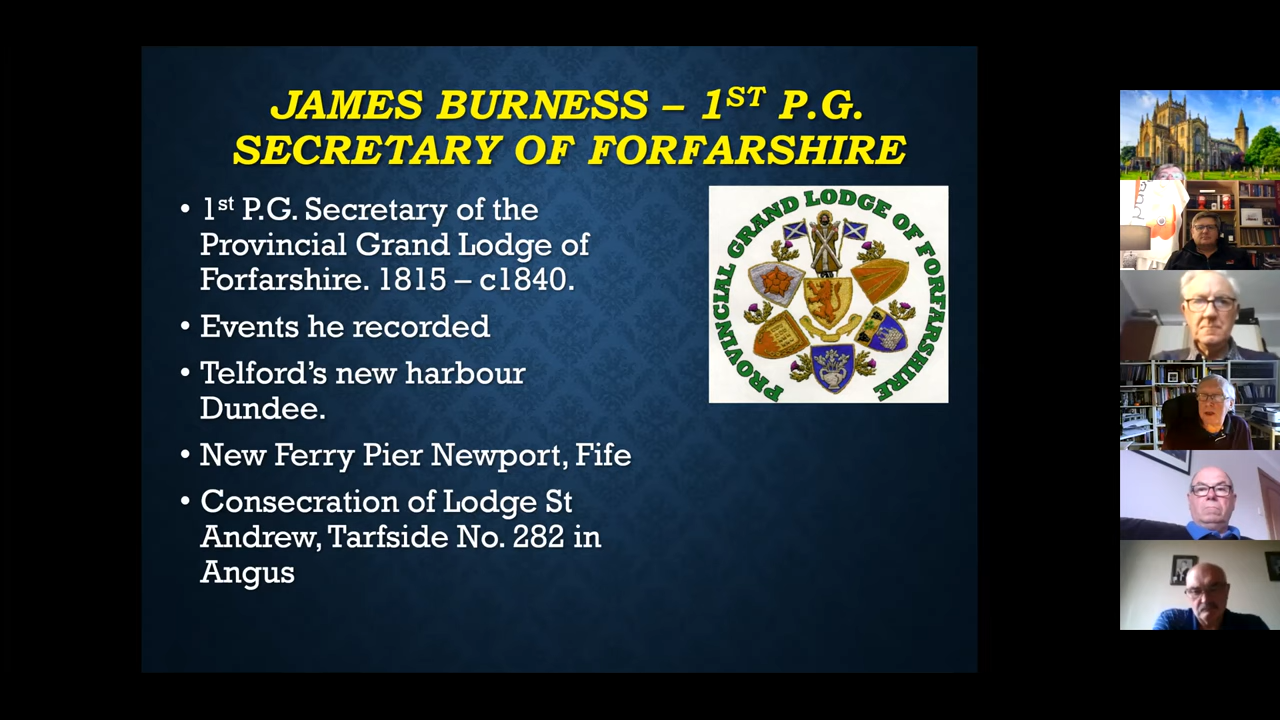 JAMES BURNESS – 1ST P.G.
SECRETARY OF FORFARSHIRE
• 1st P.G. Secretary of the
Provincial Grand Lodge of
Forfarshire. 1815 – c1840.
• Events he recorded
• Telford's new harbour
Dundee.
• New Ferry Pier Newport, Fife
• Consecration of Lodge St
Andrew, Tarfside No. 282 in
Angus
PROVINCIAL GRAND LODGE OF FORFARSHIRE